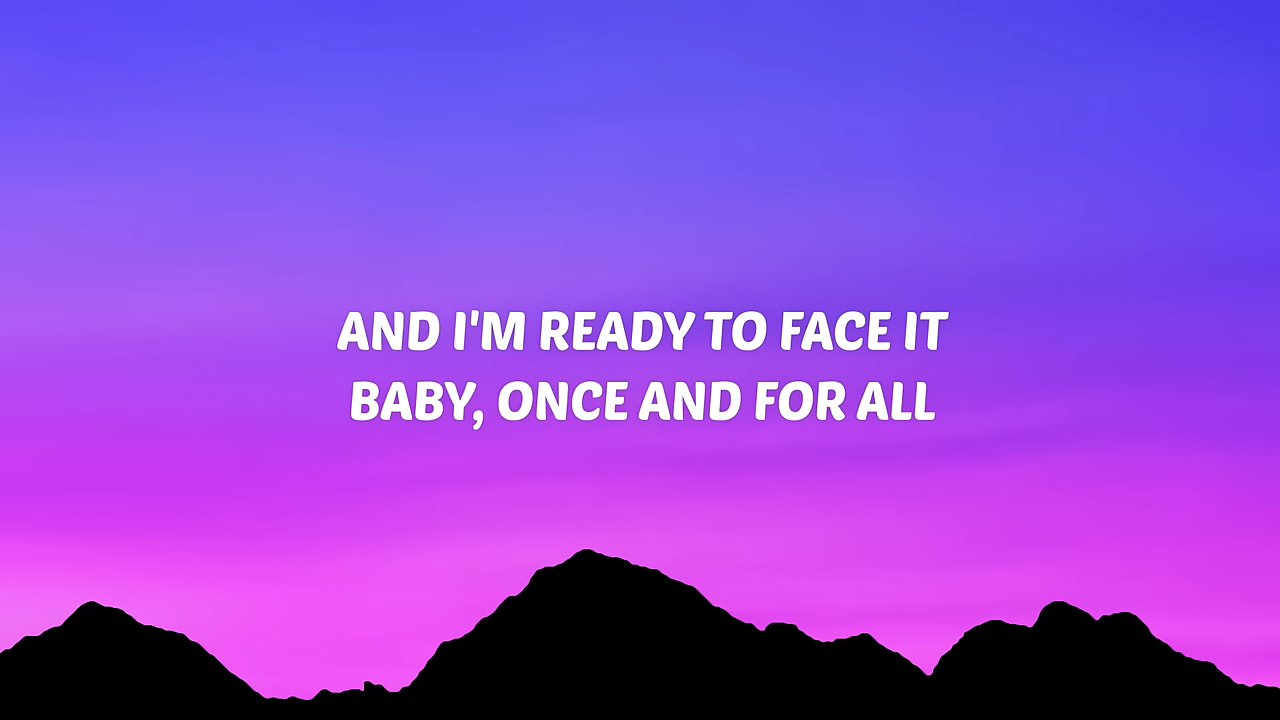 AND I'M READY TO FACE IT
BABY, ONCE AND FOR ALL